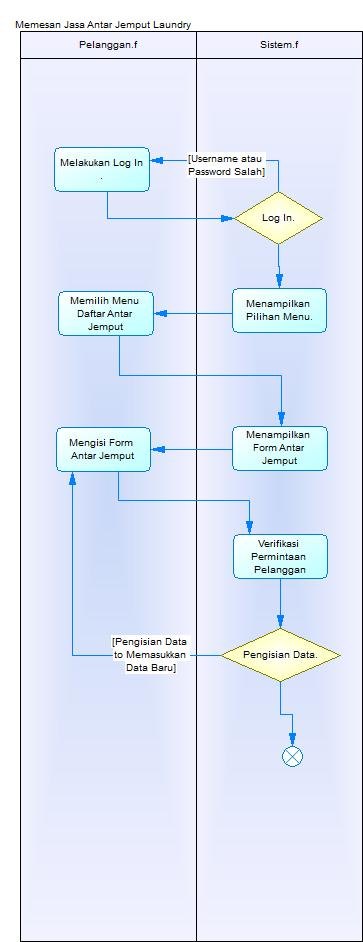 Memesan Jasa Antar Jemput Laundry
Pelanggan.f
Sistem.f
Melakukan Log In
.
[Username atau
Password Salah]
Log In.
Memilih Menu
Daftar Antar
Jemput
Menampilkan
Pilihan Menu.
Mengisi Form
Antar Jemput
Menampilkan
Form Antar
Jemput
Verifikasi
Permintaan
Pelanggan
[Pengisian Data
to Memasukkan
Data Baru]
Pengisian Data.